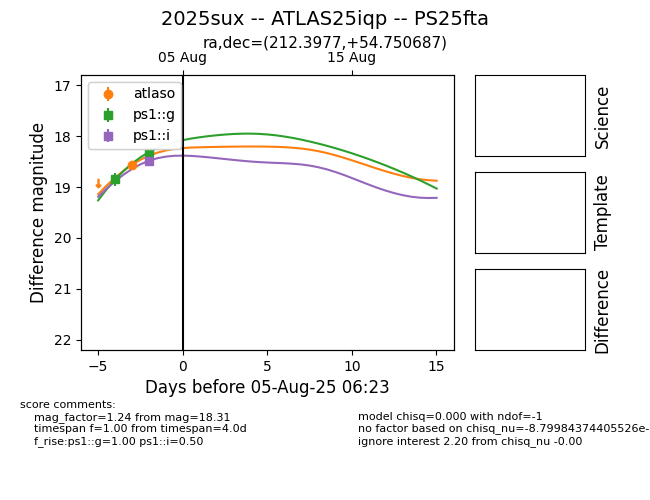 2025sux -- ATLAS25iqp -- PS25fta
ra,dec=(212.3977,+54.750687)
05 Aug 15 Aug
atlaso
ps1::g
ps1::i
Difference magnitude
17
18
19
20
21
22
−5 0 5 10 15
Days before 05-Aug-25 06:23
Science
Template
Difference
score comments:
mag_factor=1.24 from mag=18.31
timespan f=1.00 from timespan=4.0d
f_rise:ps1::g=1.00 ps1::i=0.50
model chisq=0.000 with ndof=-1
no factor based on chisq_nu=-8.79984374405526e-
ignore interest 2.20 from chisq_nu -0.00